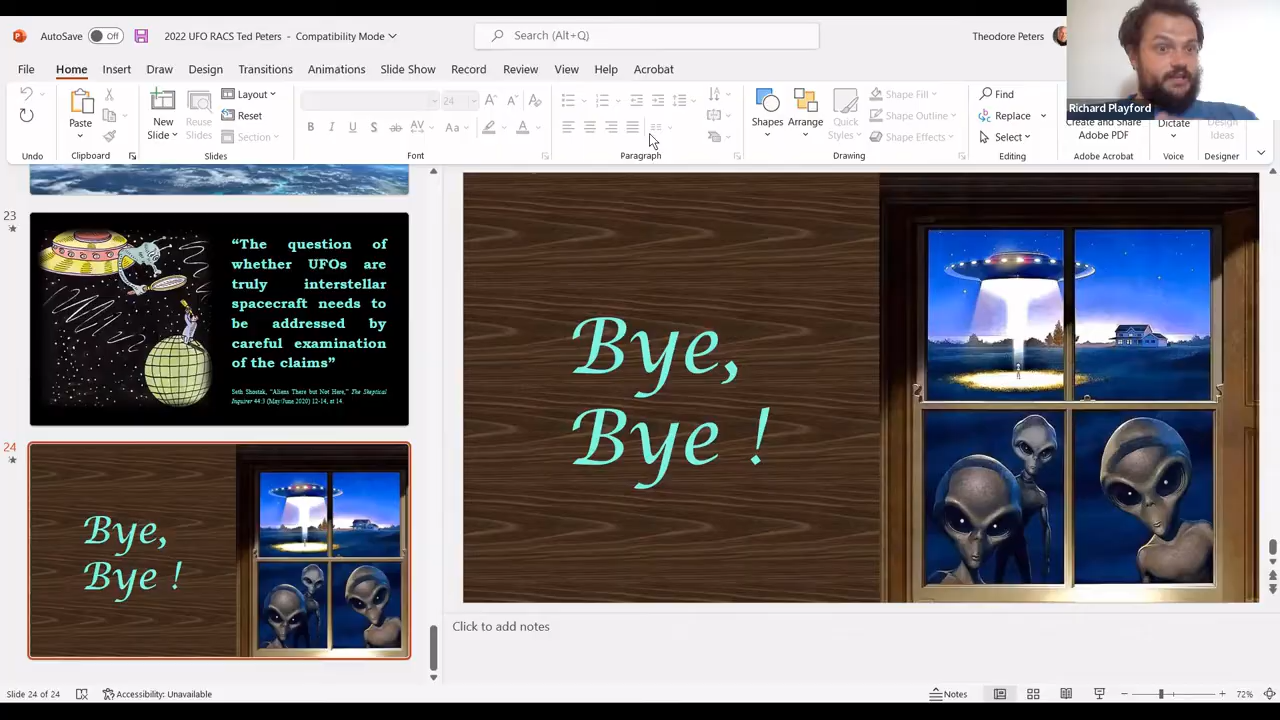 AutoSave Off 2022 UFO RACS Ted Peters - Compatibility Mode Search (Alt+Q) Theodore Peters
File Home Insert Draw Design Transitions Animations Slide Show Record Review View Help Acrobat
Richard Playford
Paste
New
Slide
Reuse
Slides
Layout
Reset
Section
24
B I U S ab AV Aa A
Shapes
Arrange
Quick
Styles
Shape Fill
Shape Outline
Shape Effects
Find
Replace
Select
Create and Share
Adobe PDF
Dictate
Design
Ideas
Undo Clipboard Slides Font Paragraph Drawing Editing Adobe Acrobat Voice Designer
23
“The question of
whether UFOs are
truly interstellar
spacecraft needs to
be addressed by
careful examination
of the claims”
Seth Shostak, "Aliens There but Not Here," The Skeptical
Inquirer 44:3 (May/June 2020) 12-14, at 14.
24
Bye,
Bye !
Bye,
Bye !
Click to add notes
Slide 24 of 24 Accessibility: Unavailable Notes 72%